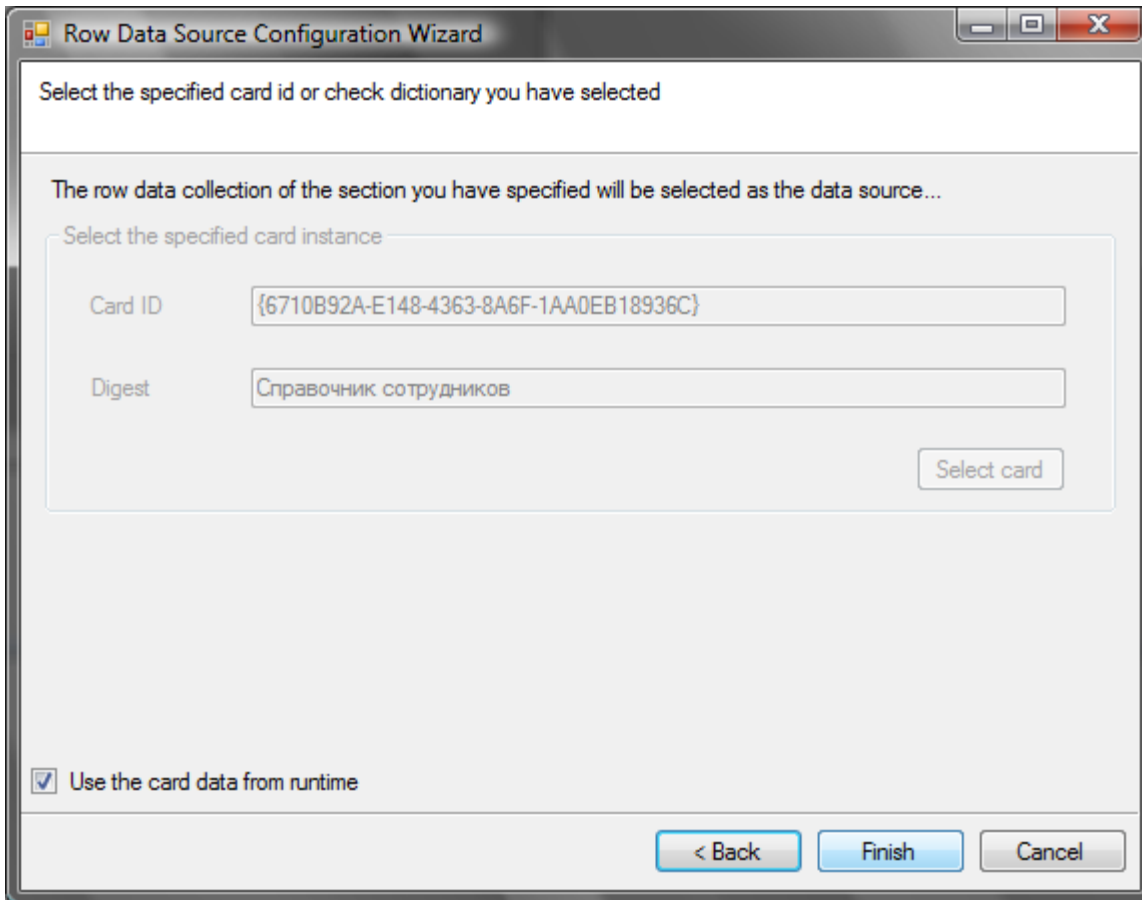 Row Data Source Configuration Wizard
Select the specified card id or check dictionary you have selected
The row data collection of the section you have specified will be selected as the data source...
Select the specified card instance
Card ID {6710B92A-E148-4363-8A6F-1AA0EB18936C}
Digest Справочник сотрудников
Select card
Use the card data from runtime
< Back Finish Cancel